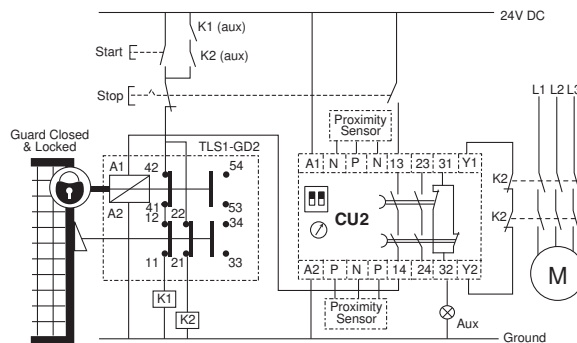 24V DC
K1 (aux)
Start
K2 (aux)
Stop
L1 L2 L3
Proximity
Sensor
Guard Closed
& Locked
TLS1-GD2
A1 42 54
A1 N P N 13 23 31 Y1
K2
A2 41 53
12 22 34
CU2
K2
11 21 33
A2 P N P 14 24 32 Y2
M
K1
K2
Proximity
Sensor
Aux
Ground